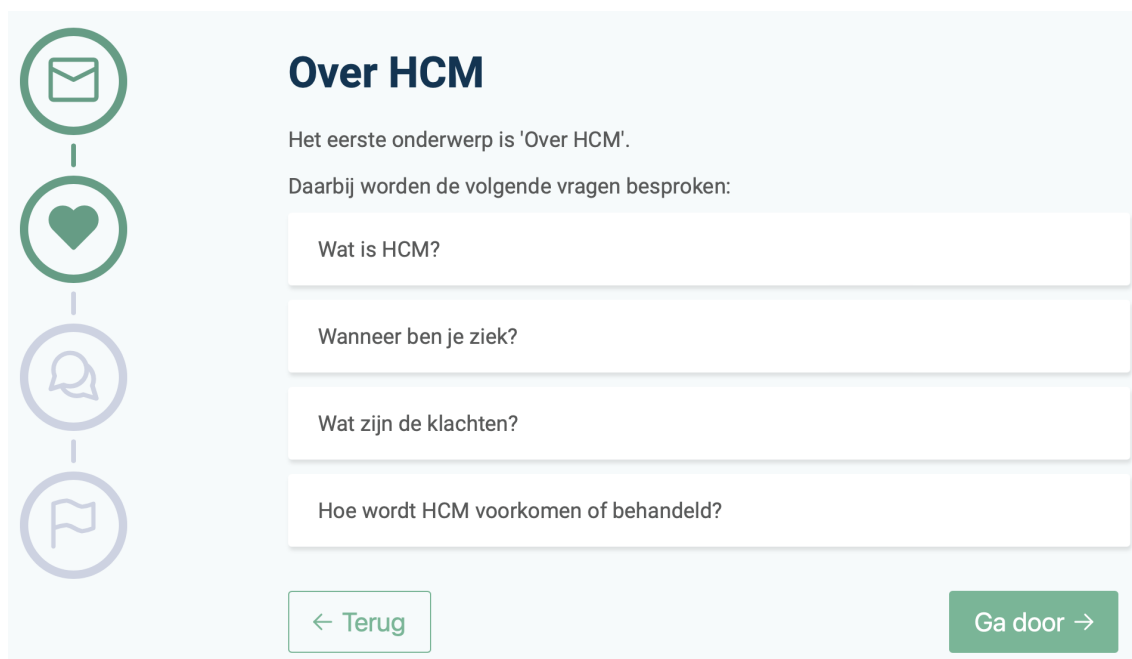 Over HCM
Het eerste onderwerp is 'Over HCM'.
Daarbij worden de volgende vragen besproken:
Wat is HCM?
Wanneer ben je ziek?
Wat zijn de klachten?
Hoe wordt HCM voorkomen of behandeld?
← Terug
Ga door →